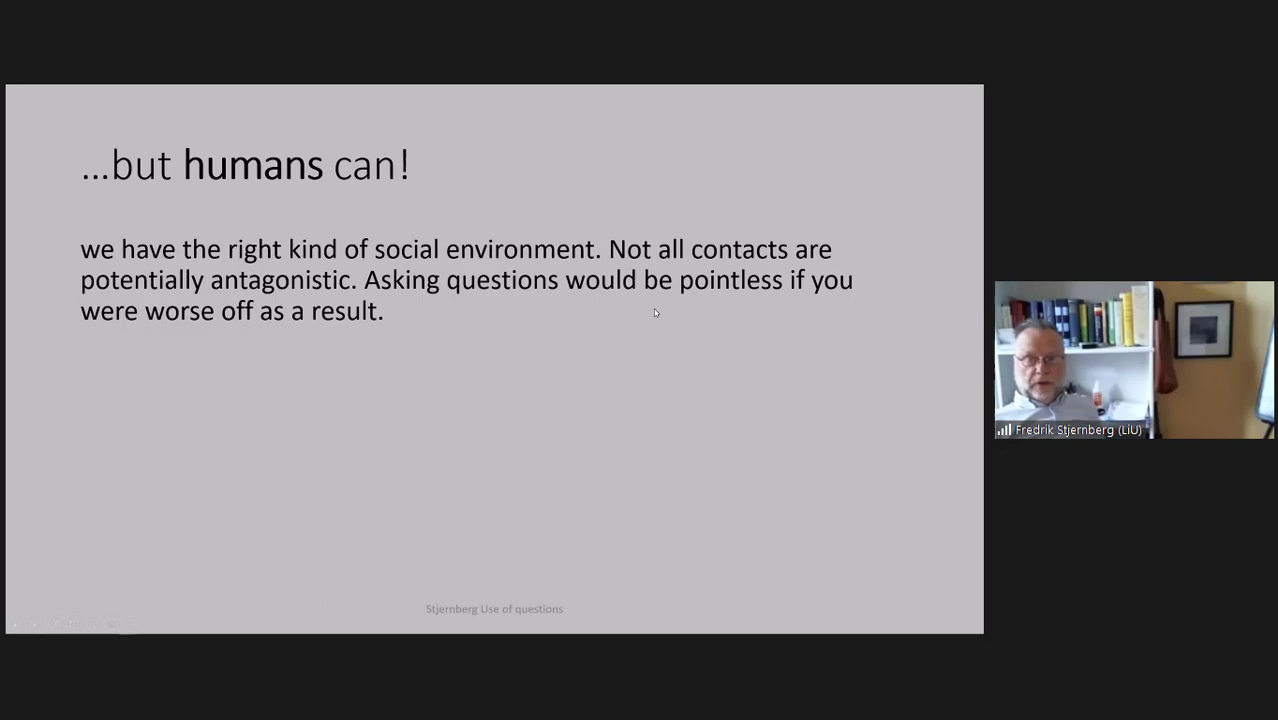 ...but humans can!
we have the right kind of social environment. Not all contacts are
potentially antagonistic. Asking questions would be pointless if you
were worse off as a result.
Fredrik Stjernberg (LiU)
Stjernberg Use of questions